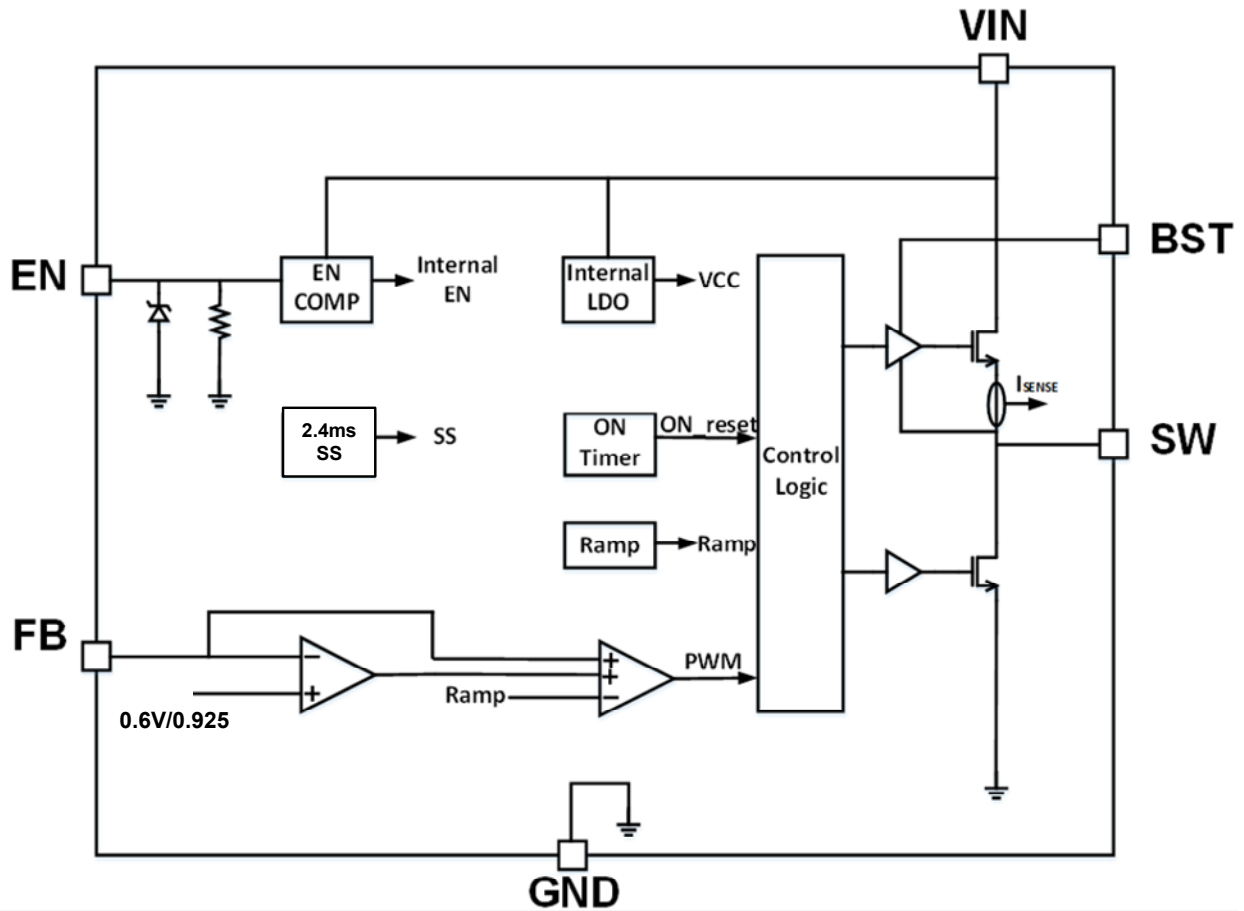 VIN
BST
EN
EN
COMP
Internal
EN
Internal
LDO
VCC
I SENSE
2.4ms
SS
SS
ON
Timer
ON_reset
Control
Logic
SW
Ramp
Ramp
FB
−
+
0.6V/0.925
Ramp
+
+
−
PWM
GND